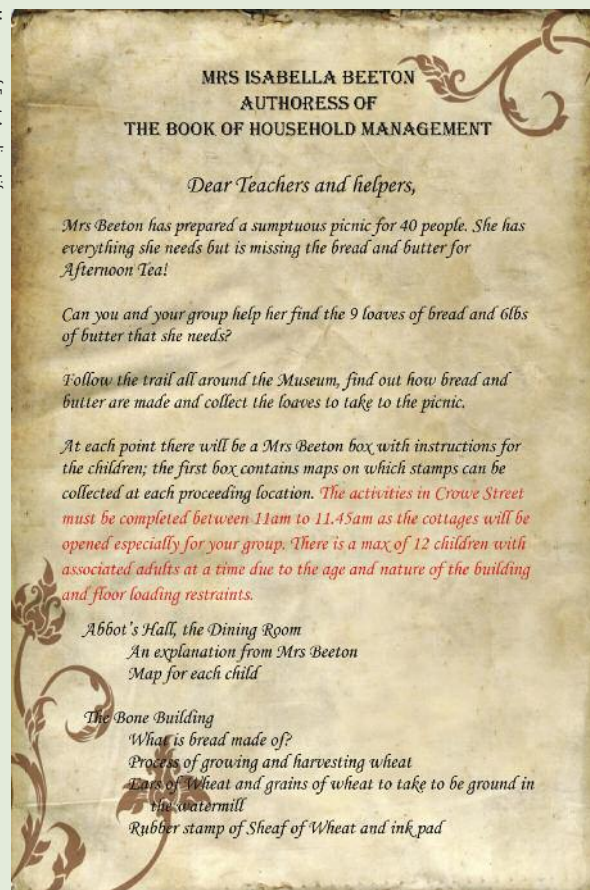 MRS ISABELLA BEETON
AUTHORESS OF
THE BOOK OF HOUSEHOLD MANAGEMENT
Dear Teachers and helpers,
Mrs Beeton has prepared a sumptuous picnic for 40 people. She has
everything she needs but is missing the bread and butter for
Afternoon Tea!
Can you and your group help her find the 9 loaves of bread and 6lbs
of butter that she needs?
Follow the trail all around the Museum, find out how bread and
butter are made and collect the loaves to take to the picnic.
At each point there will be a Mrs Beeton box with instructions for
the children; the first box contains maps on which stamps can be
collected at each proceeding location. The activities in Crowe Street
must be completed between 11am to 11.45am as the cottages will be
opened especially for your group. There is a max of 12 children with
associated adults at a time due to the age and nature of the building
and floor loading restraints.
Abbot's Hall, the Dining Room
An explanation from Mrs Beeton
Map for each child
The Bone Building
What is bread made of?
Process of growing and harvesting wheat
Ears of Wheat and grains of wheat to take to be ground in
the watermill
Rubber stamp of Sheaf of Wheat and ink pad